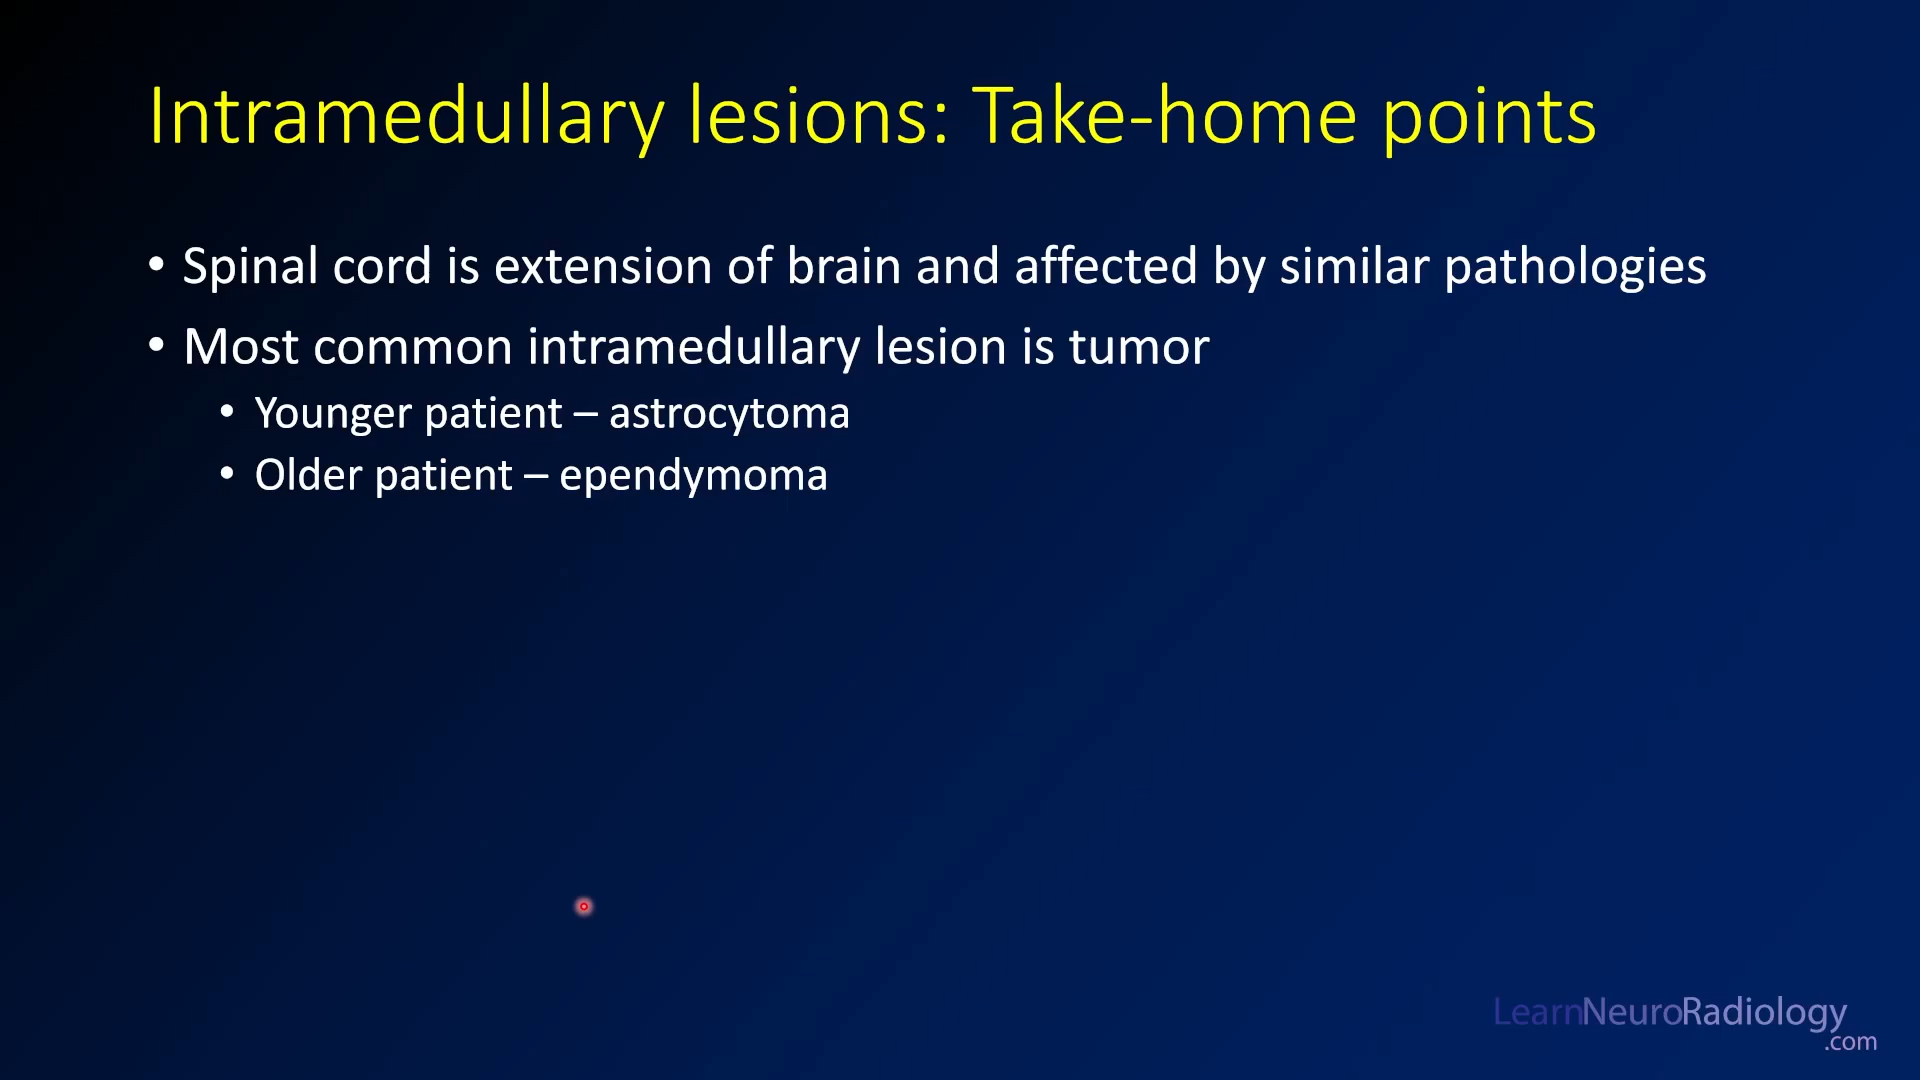 Intramedullary lesions: Take-home points
• Spinal cord is extension of brain and affected by similar pathologies
• Most common intramedullary lesion is tumor
• Younger patient – astrocytoma
• Older patient – ependymoma
LearnNeuroRadiology
.com